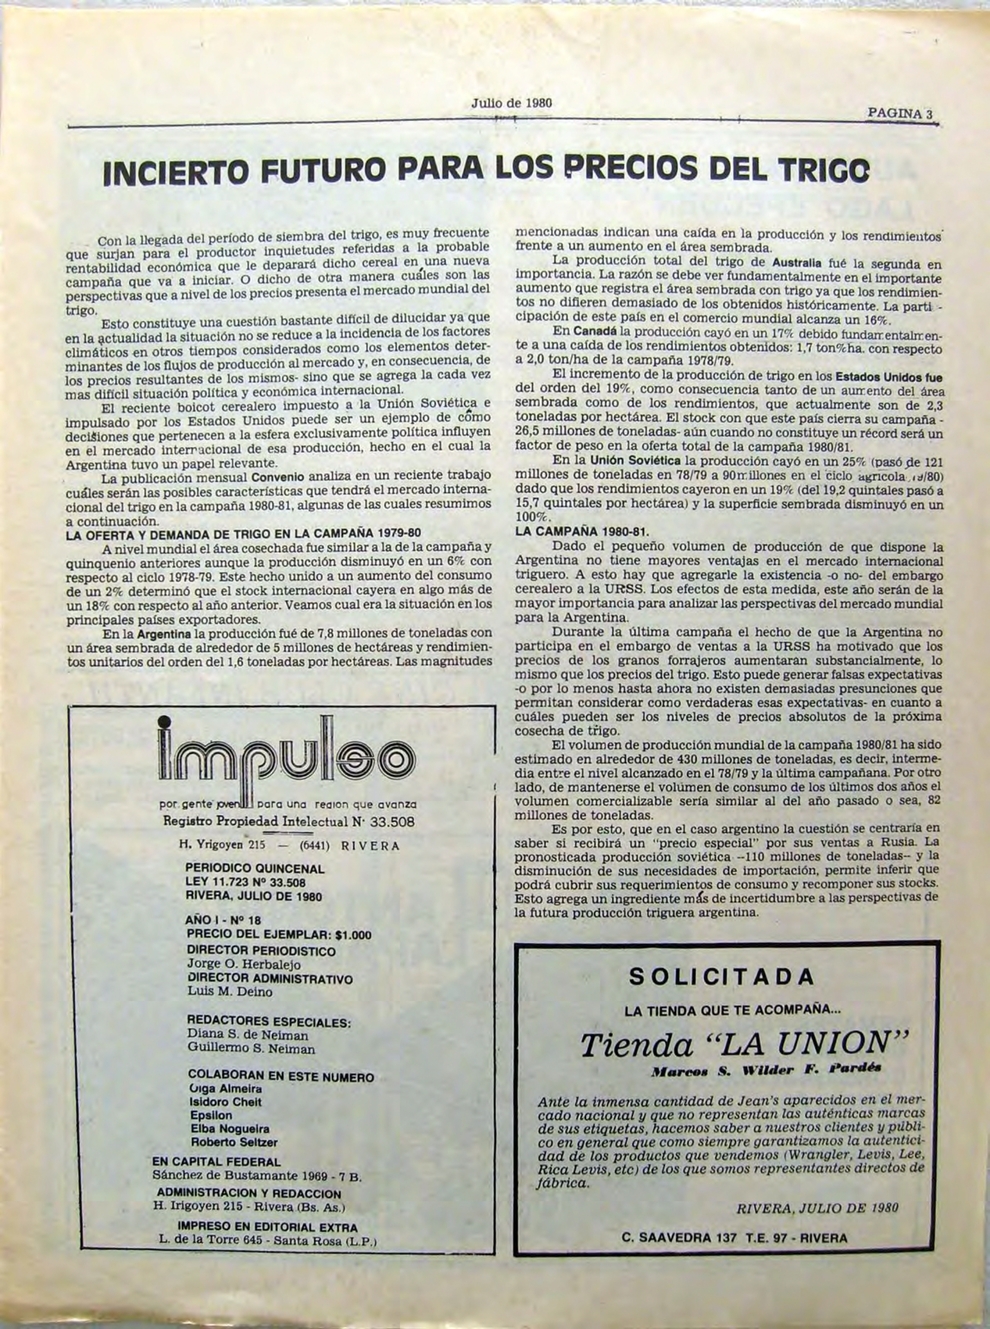 Julio de 1980
PAGINA 3
INCIERTO FUTURO PARA LOS PRECIOS DEL TRIGO
Con la llegada del período de siembra del trigo, es muy frecuente
que surjan para el productor inquietudes referidas a la probable
rentabilidad económica que le deparará dicho cereal en una nueva
campaña que va a iniciar. O dicho de otra manera cuáles son las
perspectivas que a nivel de los precios presenta el mercado mundial del
trigo.
Esto constituye una cuestión bastante difícil de dilucidar ya que
en la actualidad la situación no se reduce a la incidencia de los factores
climáticos en otros tiempos considerados como los elementos deter-
minantes de los flujos de producción al mercado y, en consecuencia, de
los precios resultantes de los mismos- sino que se agrega la cada vez
mas difícil situación política y económica internacional.
El reciente boicot cerealero impuesto a la Unión Soviética e
impulsado por los Estados Unidos puede ser un ejemplo de cómo
decisiones que pertenecen a la esfera exclusivamente política influyen
en el mercado internacional de esa producción, hecho en el cual la
Argentina tuvo un papel relevante.
La publicación mensual Convenio analiza en un reciente trabajo
cuáles serán las posibles características que tendrá el mercado interna-
cional del trigo en la campaña 1980-81, algunas de las cuales resumimos
a continuación.
LA OFERTA Y DEMANDA DE TRIGO EN LA CAMPAÑA 1979-80
A nivel mundial el área cosechada fue similar a la de la campaña y
quinquenio anteriores aunque la producción disminuyó en un 6% con
respecto al ciclo 1978-79. Este hecho unido a un aumento del consumo
de un 2% determinó que el stock internacional cayera en algo más de
un 18% con respecto al año anterior. Veamos cual era la situación en los
principales países exportadores.
En la Argentina la producción fué de 7,8 millones de toneladas con
un área sembrada de alrededor de 5 millones de hectáreas y rendimien-
tos unitarios del orden del 1,6 toneladas por hectáreas. Las magnitudes
mencionadas indican una caída en la producción y los rendimientos
frente a un aumento en el área sembrada.
La producción total del trigo de Australia fué la segunda en
importancia. La razón se debe ver fundamentalmente en el importante
aumento que registra el área sembrada con trigo ya que los rendimien-
tos no difieren demasiado de los obtenidos históricamente. La parti -
cipación de este país en el comercio mundial alcanza un 16%.
En Canadá la producción cayó en un 17% debido fundamentalmen-
te a una caída de los rendimientos obtenidos: 1,7 ton%ha. con respecto
a 2,0 ton/ha de la campaña 1978/79.
El incremento de la producción de trigo en los Estados Unidos fue
del orden del 19%, como consecuencia tanto de un aumento del área
sembrada como de los rendimientos, que actualmente son de 2,3
toneladas por hectárea. El stock con que este país cierra su campaña -
26,5 millones de toneladas- aún cuando no constituye un récord será un
factor de peso en la oferta total de la campaña 1980/81.
En la Unión Soviética la producción cayó en un 25% (pasó de 121
millones de toneladas en 78/79 a 90 millones en el ciclo agrícola /80)
dado que los rendimientos cayeron en un 19% (del 19,2 quintales pasó a
15,7 quintales por hectárea) y la superficie sembrada disminuyó en un
100%.
LA CAMPAÑA 1980-81.
Dado el pequeño volumen de producción de que dispone la
Argentina no tiene mayores ventajas en el mercado internacional
triguero. A esto hay que agregarle la existencia -o no- del embargo
cerealero a la URSS. Los efectos de esta medida, este año serán de la
mayor importancia para analizar las perspectivas del mercado mundial
para la Argentina.
Durante la última campaña el hecho de que la Argentina no
participa en el embargo de ventas a la URSS ha motivado que los
precios de los granos forrajeros aumentaran substancialmente, lo
mismo que los precios del trigo. Esto puede generar falsas expectativas
-o por lo menos hasta ahora no existen demasiadas presunciones que
permitan considerar como verdaderas esas expectativas- en cuanto a
cuáles pueden ser los niveles de precios absolutos de la próxima
cosecha de trigo.
El volumen de producción mundial de la campaña 1980/81 ha sido
estimado en alrededor de 430 millones de toneladas, es decir, interme-
dia entre el nivel alcanzado en el 78/79 y la última campañana. Por otro
lado, de mantenerse el volúmen de consumo de los últimos dos años el
volumen comercializable sería similar al del año pasado o sea, 82
millones de toneladas.
Es por esto, que en el caso argentino la cuestión se centraría en
saber si recibirá un "precio especial" por sus ventas a Rusia. La
pronosticada producción soviética --110 millones de toneladas-- y la
disminución de sus necesidades de importación, permite inferir que
podrá cubrir sus requerimientos de consumo y recomponer sus stocks.
Esto agrega un ingrediente más de incertidumbre a las perspectivas de
la futura producción triguera argentina.
impulso
por gente joven para una region que avanza
Registro Propiedad Intelectual N· 33.508
H. Yrigoyen 215 — (6441) RIVERA
PERIODICO QUINCENAL
LEY 11.723 Nº 33.508
RIVERA, JULIO DE 1980
AÑO I - Nº 18
PRECIO DEL EJEMPLAR: $1.000
DIRECTOR PERIODISTICO
Jorge O. Herbalejo
DIRECTOR ADMINISTRATIVO
Luis M. Deino
REDACTORES ESPECIALES:
Diana S. de Neiman
Guillermo S. Neiman
COLABORAN EN ESTE NUMERO
Olga Almeira
Isidoro Cheit
Epsilon
Elba Nogueira
Roberto Seltzer
EN CAPITAL FEDERAL
Sánchez de Bustamante 1969 - 7 B.
ADMINISTRACION Y REDACCION
H. Irigoyen 215 - Rivera (Bs. As.)
IMPRESO EN EDITORIAL EXTRA
L. de la Torre 645 - Santa Rosa (L.P.)
SOLICITADA
LA TIENDA QUE TE ACOMPAÑA...
Tienda "LA UNION"
Marcos S. Wilder F. Pardés
Ante la inmensa cantidad de Jean's aparecidos en el mer-
cado nacional y que no representan las auténticas marcas
de sus etiquetas, hacemos saber a nuestros clientes y públi-
co en general que como siempre garantizamos la autentici-
dad de los productos que vendemos (Wrangler, Levis, Lee,
Rica Levis, etc) de los que somos representantes directos de
fábrica.
RIVERA, JULIO DE 1980
C. SAAVEDRA 137 T.E. 97 - RIVERA